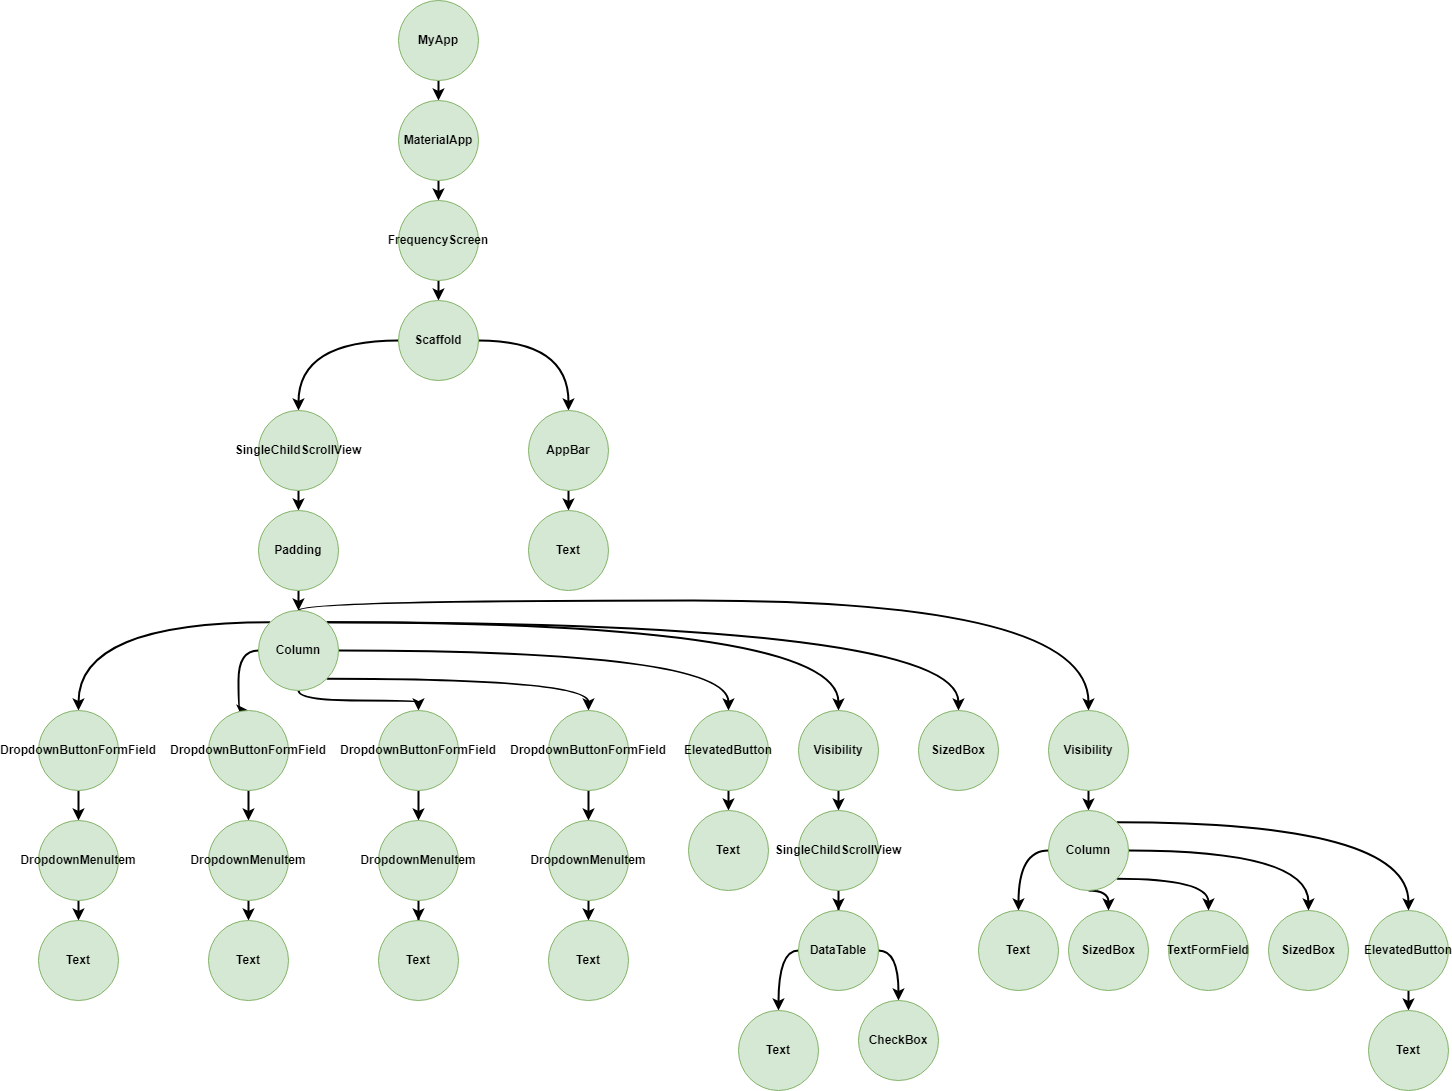 MyApp
MaterialApp
FrequencyScreen
Scaffold
SingleChildScrollView
AppBar
Padding
Text
Column
DropdownButtonFormField
DropdownButtonFormField
DropdownButtonFormField
DropdownButtonFormField
ElevatedButton
Visibility
SizedBox
Visibility
DropdownMenuItem
DropdownMenuItem
DropdownMenuItem
DropdownMenuItem
Text
SingleChildScrollView
Column
Text
Text
Text
Text
DataTable
Text
SizedBox
TextFormField
SizedBox
ElevatedButton
Text
CheckBox
Text